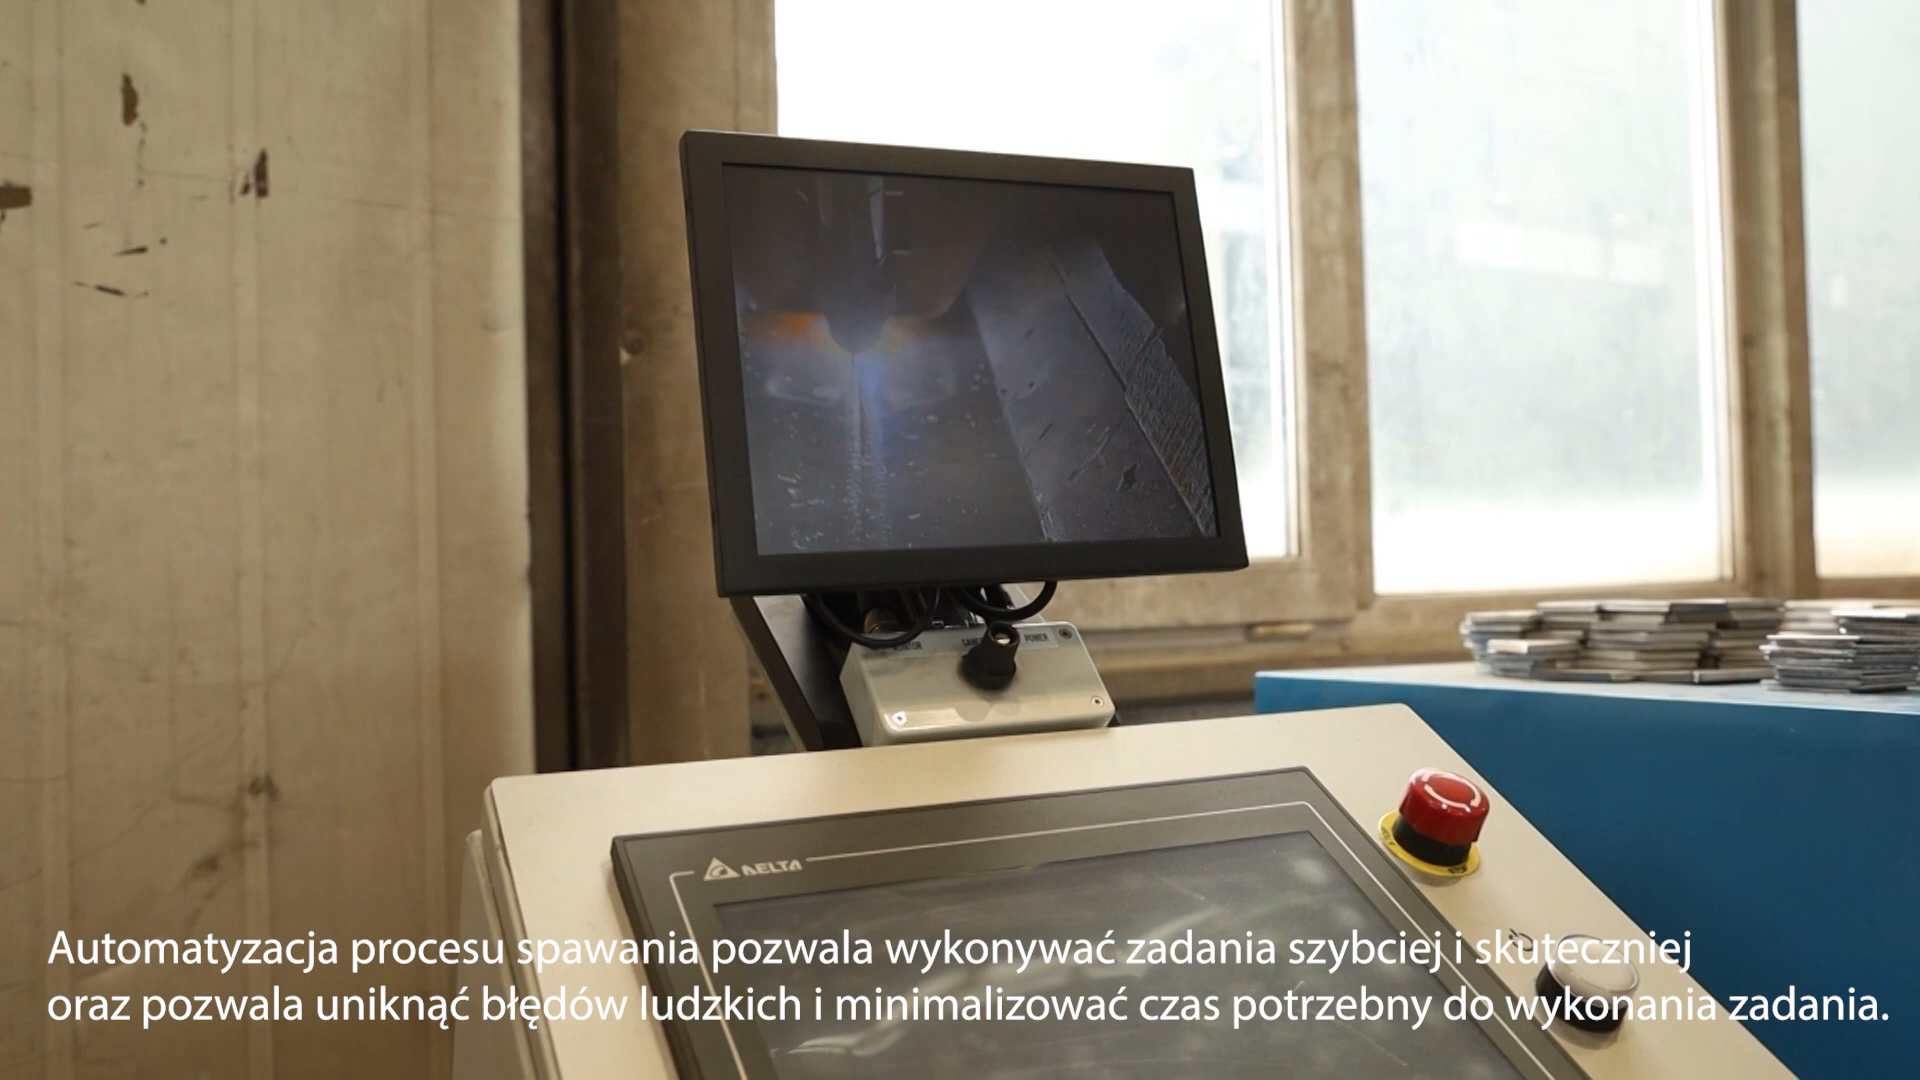 POWER
DELTA
Automatyzacja procesu spawania pozwala wykonywać zadania szybciej i skuteczniej
oraz pozwala uniknąć błędów ludzkich i minimalizować czas potrzebny do wykonania zadania.